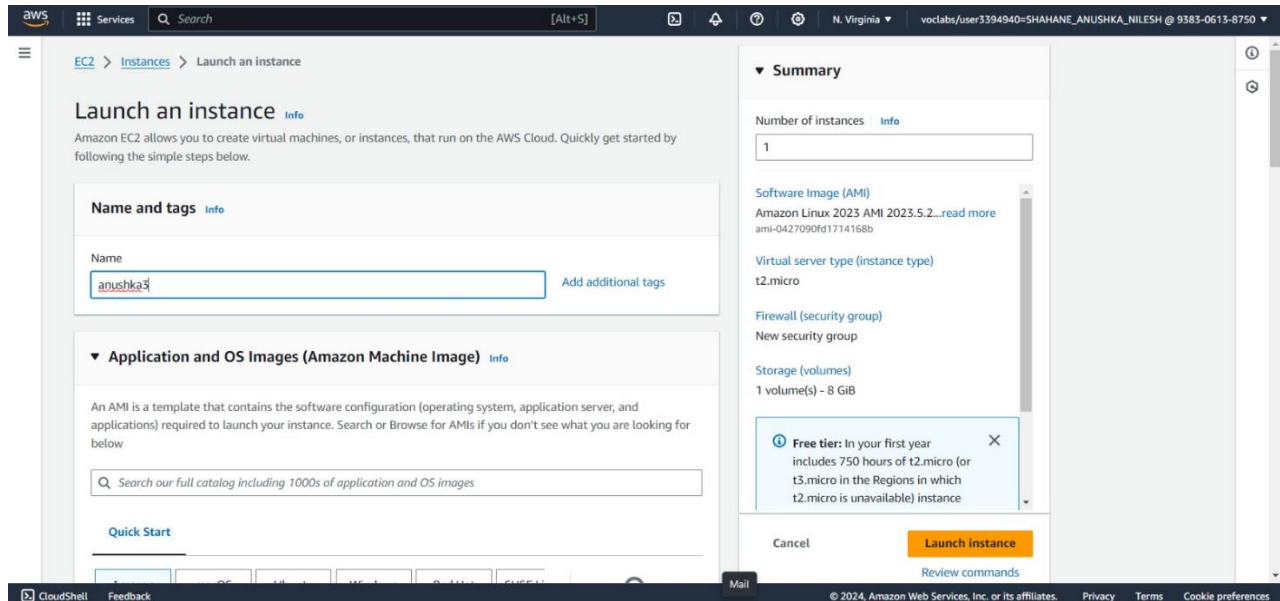 aws
Services
Search
[Alt+S]
N. Virginia
voclabs/user3394940=SHAHANE_ANUSHKA_NILESH @ 9383-0613-8750
EC2 > Instances > Launch an instance
Launch an instance Info
Amazon EC2 allows you to create virtual machines, or instances, that run on the AWS Cloud. Quickly get started by
following the simple steps below.
Name and tags Info
Name
anushka3
Add additional tags
Application and OS Images (Amazon Machine Image) Info
An AMI is a template that contains the software configuration (operating system, application server, and
applications) required to launch your instance. Search or Browse for AMIs if you don't see what you are looking for
below
Search our full catalog including 1000s of application and OS images
Quick Start
Summary
Number of instances Info
1
Software Image (AMI)
Amazon Linux 2023 AMI 2023.5.2...read more
ami-0427090fd1714168b
Virtual server type (instance type)
t2.micro
Firewall (security group)
New security group
Storage (volumes)
1 volume(s) - 8 GiB
Free tier: In your first year
includes 750 hours of t2.micro (or
t3.micro in the Regions in which
t2.micro is unavailable) instance
Cancel
Launch instance
Review commands
Mail
CloudShell
Feedback
© 2024, Amazon Web Services, Inc. or its affiliates.
Privacy
Terms
Cookie preferences